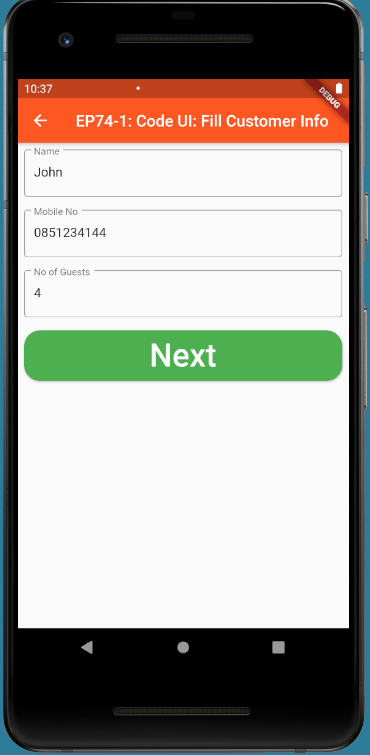 10:37
DEBUG
EP74-1: Code UI: Fill Customer Info
Name
John
Mobile No
0851234144
No of Guests
4
Next